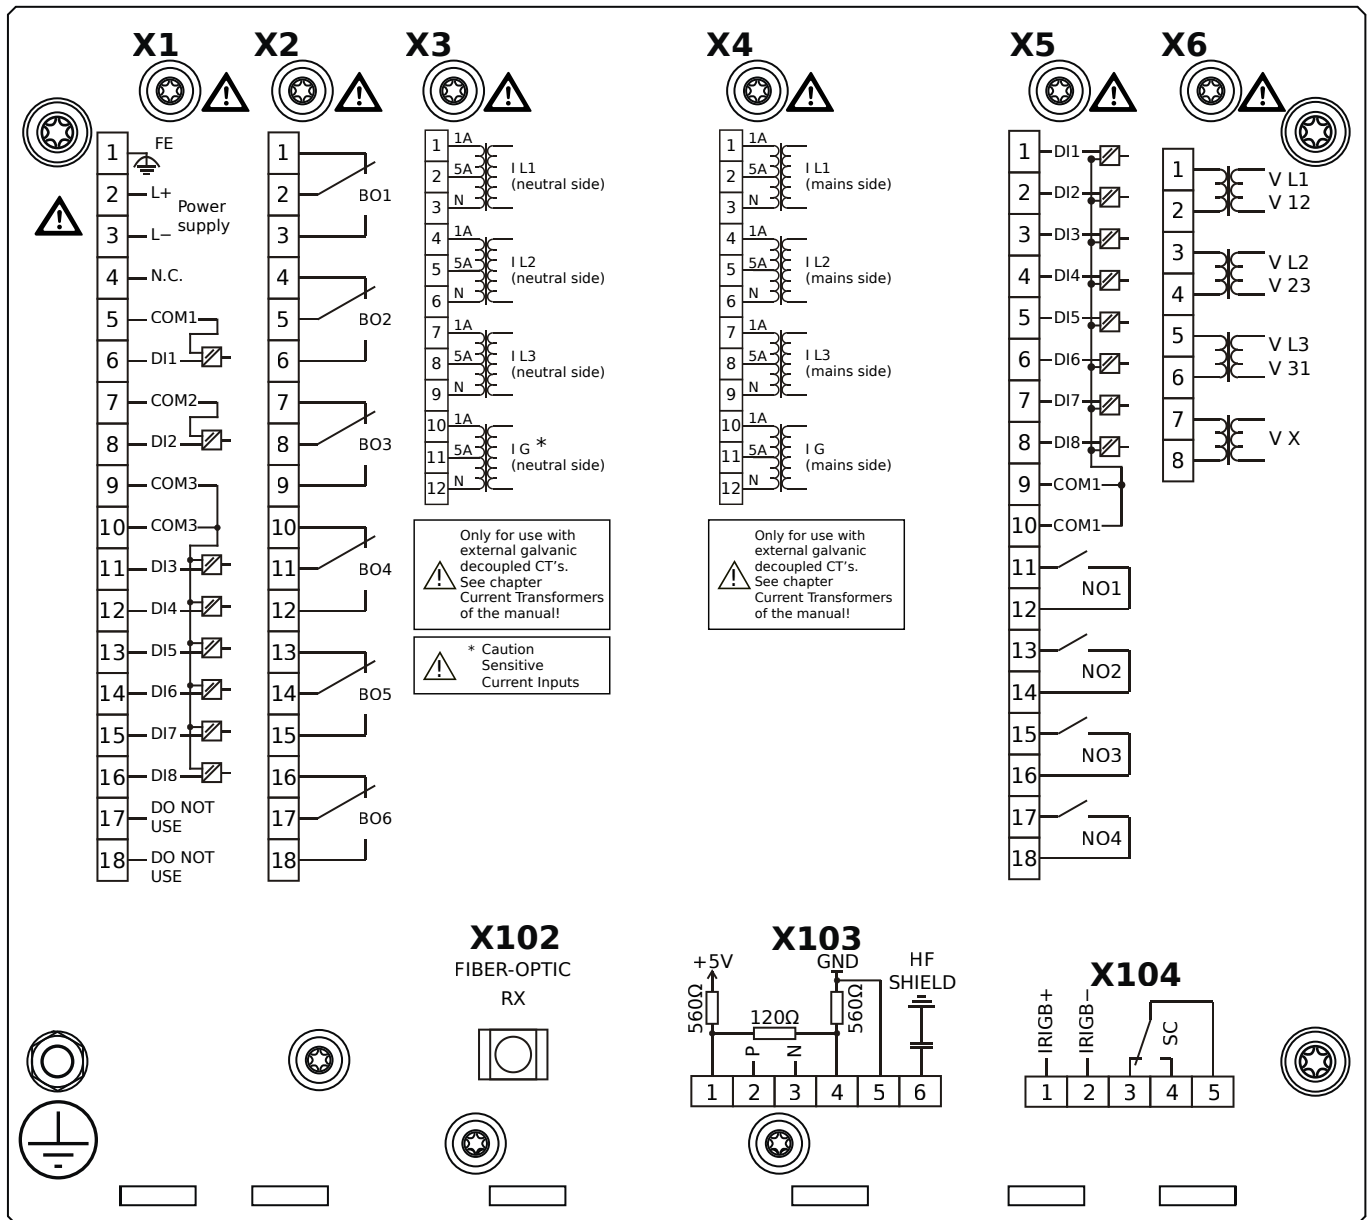 X1
X2
X3
X4
X5
X6
1 FE
2 L+
3 L−
Power
supply
4 N.C.
5 COM1
6 DI1
7 COM2
8 DI2
9 COM3
10 COM3
11 DI3
12 DI4
13 DI5
14 DI6
15 DI7
16 DI8
17 DO NOT
USE
18 DO NOT
USE
1
2 BO1
3
4
5 BO2
6
7
8 BO3
9
10
11 BO4
12
13
14 BO5
15
16
17 BO6
18
1 1A
2 5A
3 N
I L1
(neutral side)
4 1A
5 5A
6 N
I L2
(neutral side)
7 1A
8 5A
9 N
I L3
(neutral side)
10 1A
11 5A
12 N
I G *
(neutral side)
Only for use with
external galvanic
decoupled CT’s.
See chapter
Current Transformers
of the manual!
* Caution
Sensitive
Current Inputs
1 1A
2 5A
3 N
I L1
(mains side)
4 1A
5 5A
6 N
I L2
(mains side)
7 1A
8 5A
9 N
I L3
(mains side)
10 1A
11 5A
12 N
I G
(mains side)
Only for use with
external galvanic
decoupled CT’s.
See chapter
Current Transformers
of the manual!
1 DI1
2 DI2
3 DI3
4 DI4
5 DI5
6 DI6
7 DI7
8 DI8
9 COM1
10 COM1
11
NO1
12
13
NO2
14
15
NO3
16
17
NO4
18
1
V L1
V 12
2
3
V L2
V 23
4
5
V L3
V 31
6
7
V X
8
X102
FIBER-OPTIC
RX
X103
+5V
GND
HF
SHIELD
560Ω
120Ω
560Ω
P
N
1 2 3 4 5 6
X104
IRIGB+
IRIGB−
SC
1 2 3 4 5